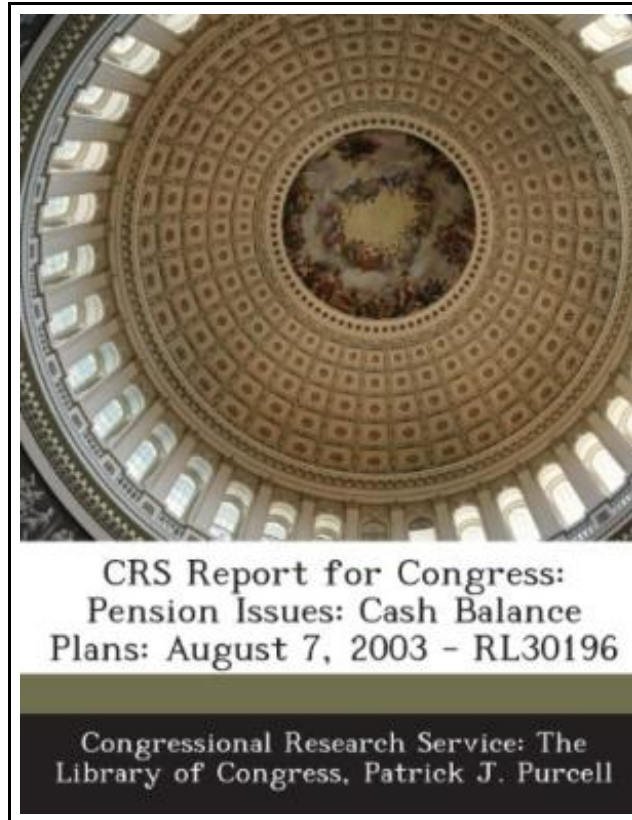 CRS Report for Congress:
Pension Issues: Cash Balance
Plans: August 7, 2003 - RL30196
Congressional Research Service: The
Library of Congress, Patrick J. Purcell